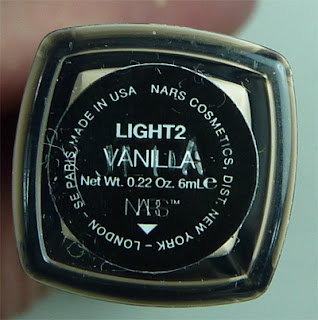 MADE IN USA   NARS COSMETICS, DIST. NEW YORK - LONDON - SE PARIS
LIGHT2
VANILLA
Net Wt. 0.22 Oz. 6mL℮
NARS™